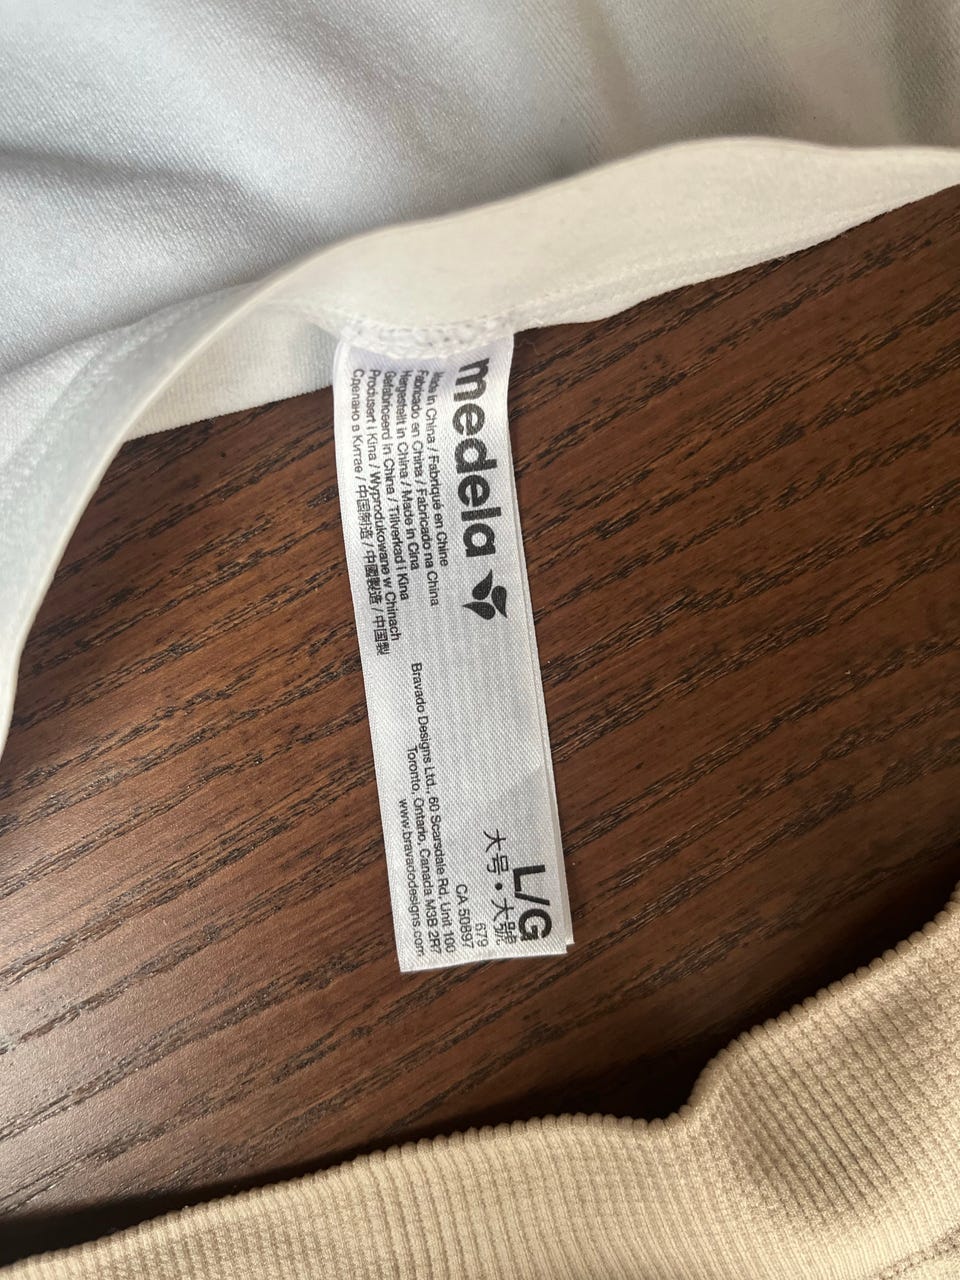 medela
Made in China / Fabriqué en Chine
Fabricado en China / Fabricado na China
Hergestellt in China / Made in Cina
Gefabriceerd in China / Tillverkad i Kina
Produsert i Kina / Wyprodukowane w Chinach
Сделано в Китае / 中国制造 / 中國製造 / 中国製
L/G
大号 • 大號
679
CA 50897
Bravado Designs Ltd., 60 Scarsdale Rd, Unit 100
Toronto, Ontario, Canada M3B 2R7
www.bravadodesigns.com